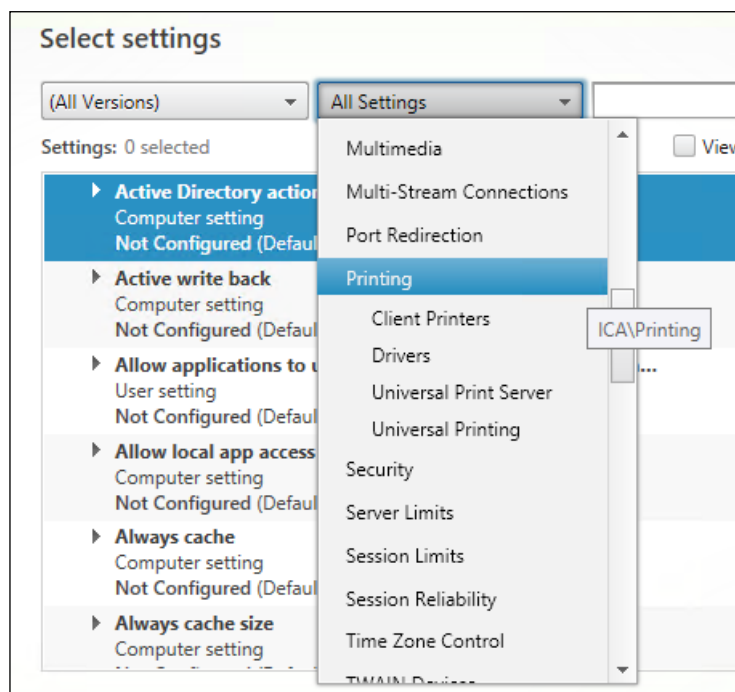 Select settings
(All Versions)
All Settings
Settings: 0 selected
View
Active Directory action
Computer setting
Not Configured (Defaul
Active write back
Computer setting
Not Configured (Defaul
Allow applications to u
...
User setting
Not Configured (Defaul
Allow local app access
Computer setting
Not Configured (Defaul
Always cache
Computer setting
Not Configured (Defaul
Always cache size
Computer setting
Multimedia
Multi-Stream Connections
Port Redirection
Printing
Client Printers
Drivers
Universal Print Server
Universal Printing
Security
Server Limits
Session Limits
Session Reliability
Time Zone Control
TWAIN Devices
ICA\Printing